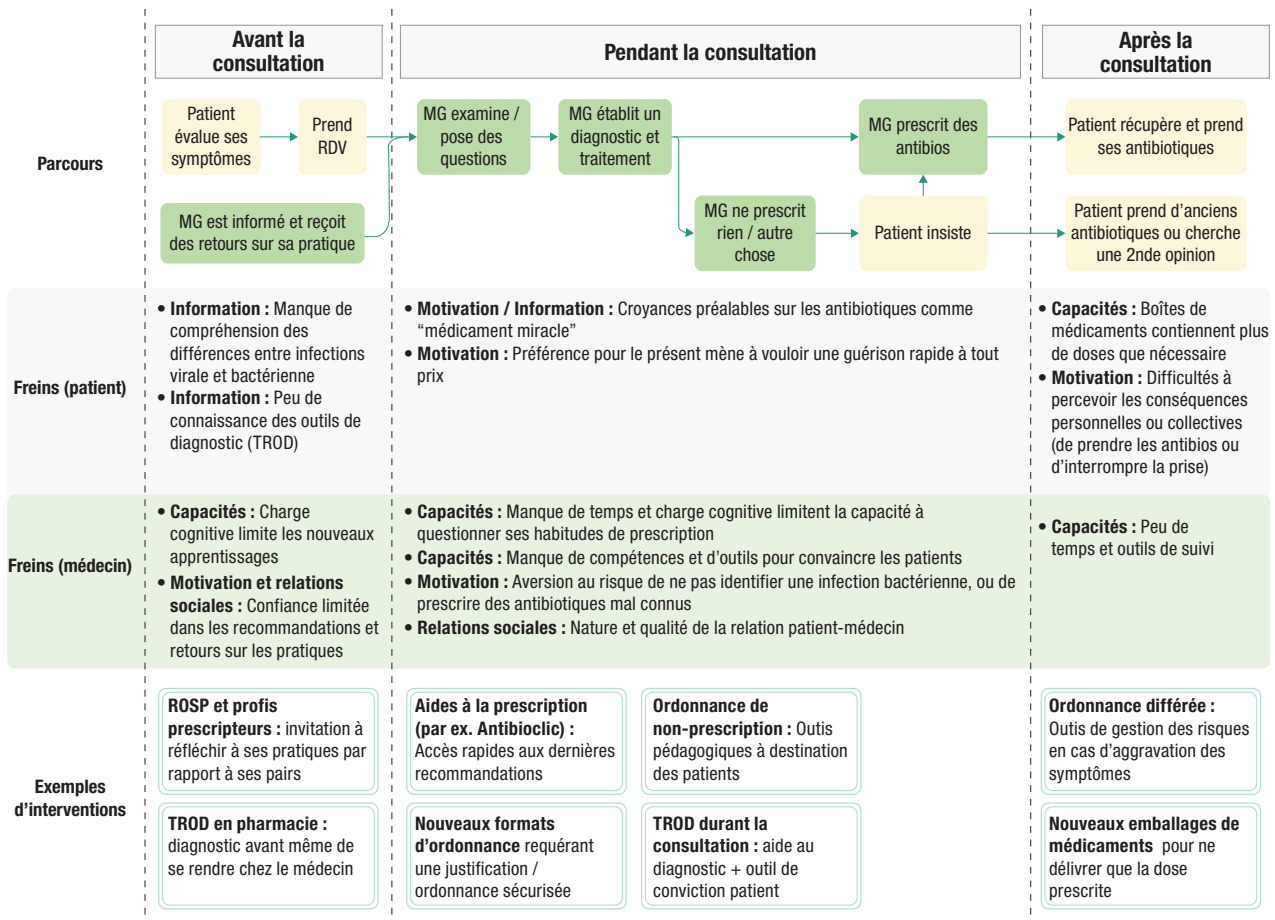 Avant la
consultation
Pendant la consultation
Après la
consultation
Parcours
Patient
évalue ses
symptômes
Prend
RDV
MG est informé et reçoit
des retours sur sa pratique
MG examine /
pose des
questions
MG établit un
diagnostic et
traitement
MG prescrit des
antibios
MG ne prescrit
rien / autre
chose
Patient insiste
Patient récupère et prend
ses antibiotiques
Patient prend d'anciens
antibiotiques ou cherche
une 2nde opinion
Freins (patient)
• Information : Manque de
compréhension des
différences entre infections
virale et bactérienne
• Information : Peu de
connaissance des outils de
diagnostic (TROD)
• Motivation / Information : Croyances préalables sur les antibiotiques comme
“médicament miracle”
• Motivation : Préférence pour le présent mène à vouloir une guérison rapide à tout
prix
• Capacités : Boîtes de
médicaments contiennent plus
de doses que nécessaire
• Motivation : Difficultés à
percevoir les conséquences
personnelles ou collectives
(de prendre les antibios ou
d'interrompre la prise)
Freins (médecin)
• Capacités : Charge
cognitive limite les nouveaux
apprentissages
• Motivation et relations
sociales : Confiance limitée
dans les recommandations et
retours sur les pratiques
• Capacités : Manque de temps et charge cognitive limitent la capacité à
questionner ses habitudes de prescription
• Capacités : Manque de compétences et d'outils pour convaincre les patients
• Motivation : Aversion au risque de ne pas identifier une infection bactérienne, ou de
prescrire des antibiotiques mal connus
• Relations sociales : Nature et qualité de la relation patient-médecin
• Capacités : Peu de
temps et outils de suivi
Exemples
d'interventions
ROSP et profis
prescripteurs : invitation à
réfléchir à ses pratiques par
rapport à ses pairs
TROD en pharmacie :
diagnostic avant même de
se rendre chez le médecin
Aides à la prescription
(par ex. Antibioclic) :
Accès rapides aux dernières
recommandations
Nouveaux formats
d'ordonnance requérant
une justification /
ordonnance sécurisée
Ordonnance de
non-prescription : Outis
pédagogiques à destination
des patients
TROD durant la
consultation : aide au
diagnostic + outil de
conviction patient
Ordonnance différée :
Outis de gestion des risques
en cas d'aggravation des
symptômes
Nouveaux emballages de
médicaments pour ne
délivrer que la dose
prescrite